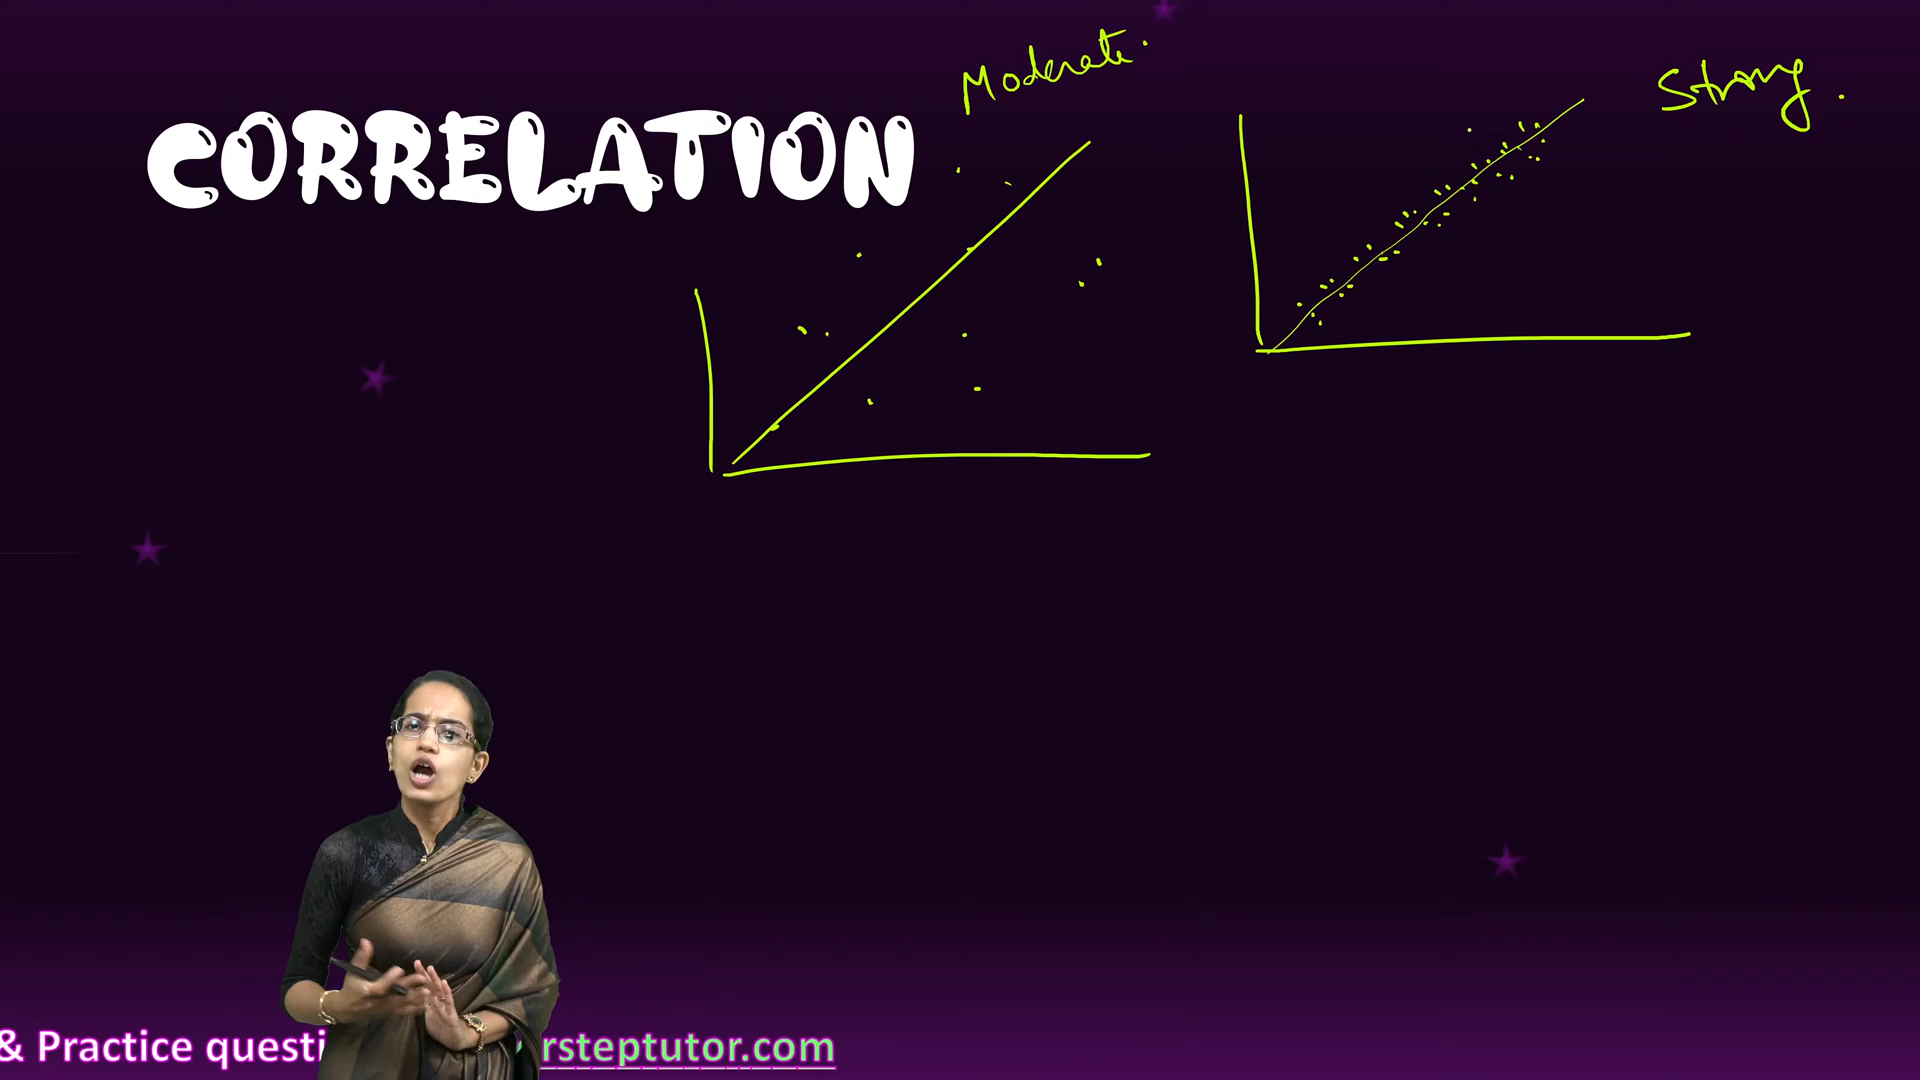 Moderate.
Strong.
CORRELATION
& Practice questi
rsteptutor.com